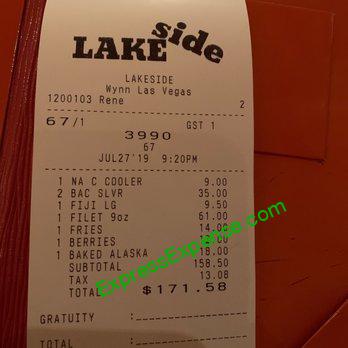 LAKEside
LAKESIDE
Wynn Las Vegas
1200103 Rene 2
67/1 GST 1
3990
67
JUL27'19 9:20PM
1 NA C COOLER 9.00
2 BAC SLVR 35.00
1 FIJI LG 9.50
1 FILET 9oz 61.00
1 FRIES 14.00
1 BERRIES
1 BAKED ALASKA 18.00
SUBTOTAL 158.50
TAX 13.08
TOTAL $171.58
GRATUITY :
TOTAL :
ExpressExpense.com